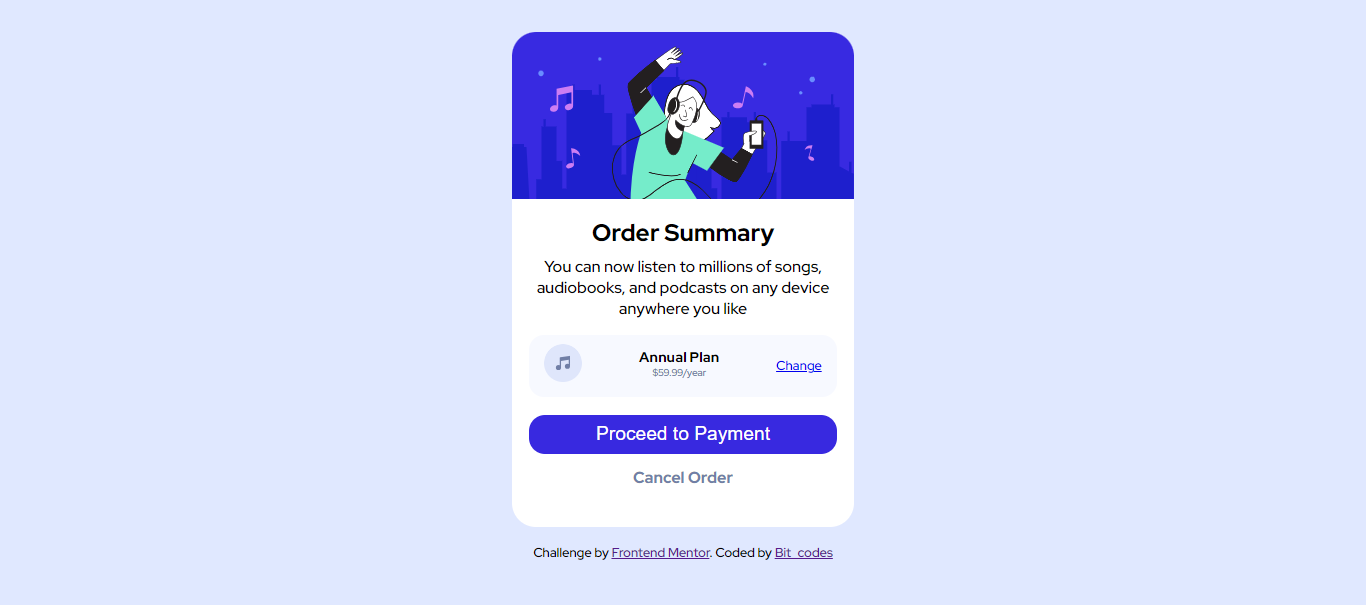 Order Summary
You can now listen to millions of songs,
audiobooks, and podcasts on any device
anywhere you like
Annual Plan
$59.99/year
Change
Proceed to Payment
Cancel Order
Challenge by Frontend Mentor. Coded by Bit_codes